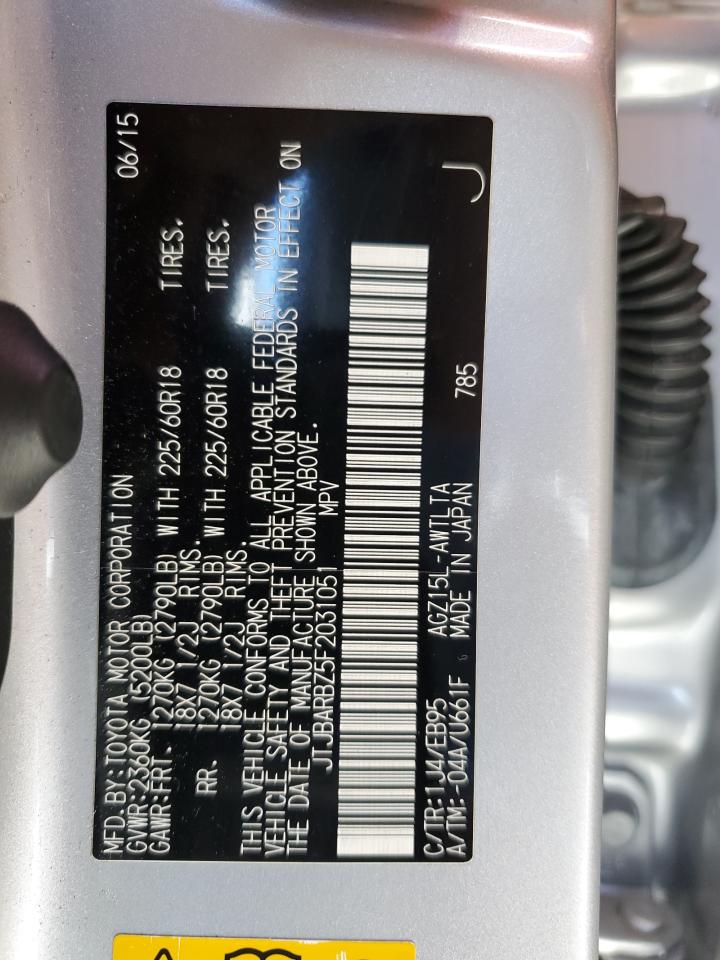 MFD.BY:TOYOTA MOTOR CORPORATION 06/15
GVWR:2360KG (5200LB)
GAWR:FRT. 1270KG (2790LB) WITH 225/60R18 TIRES.
18X7 1/2J RIMS.
RR. 1270KG (2790LB) WITH 225/60R18 TIRES.
18X7 1/2J RIMS.
THIS VEHICLE CONFORMS TO ALL APPLICABLE FEDERAL MOTOR
VEHICLE SAFETY AND THEFT PREVENTION STANDARDS IN EFFECT ON
THE DATE OF MANUFACTURE SHOWN ABOVE.
JTJBARBZ5F2031051 MPV
C/TR:1J4/EB95 AGZ15L-AWTLTA
A/TM:-04A/U661F 6 MADE IN JAPAN 785 J